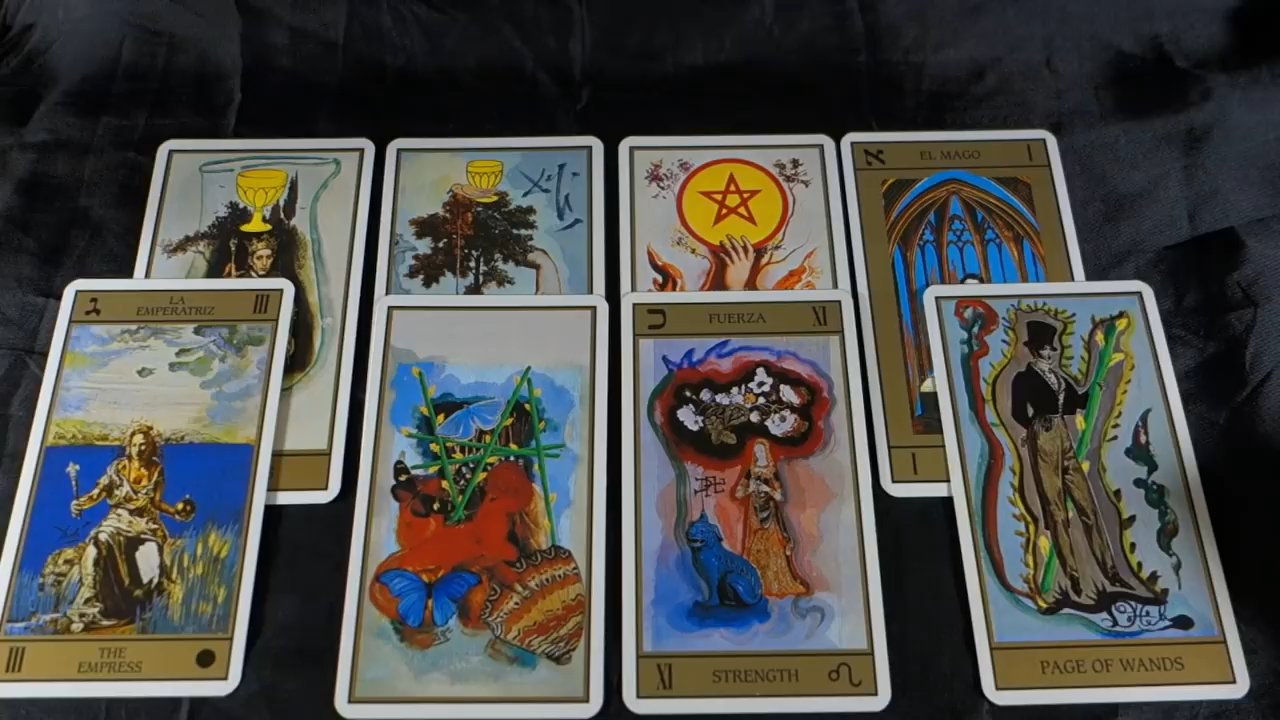 EL MAGO
I
I
LA
EMPERATRIZ
III
III
THE
EMPRESS
FUERZA
XI
XI
STRENGTH
PAGE OF WANDS